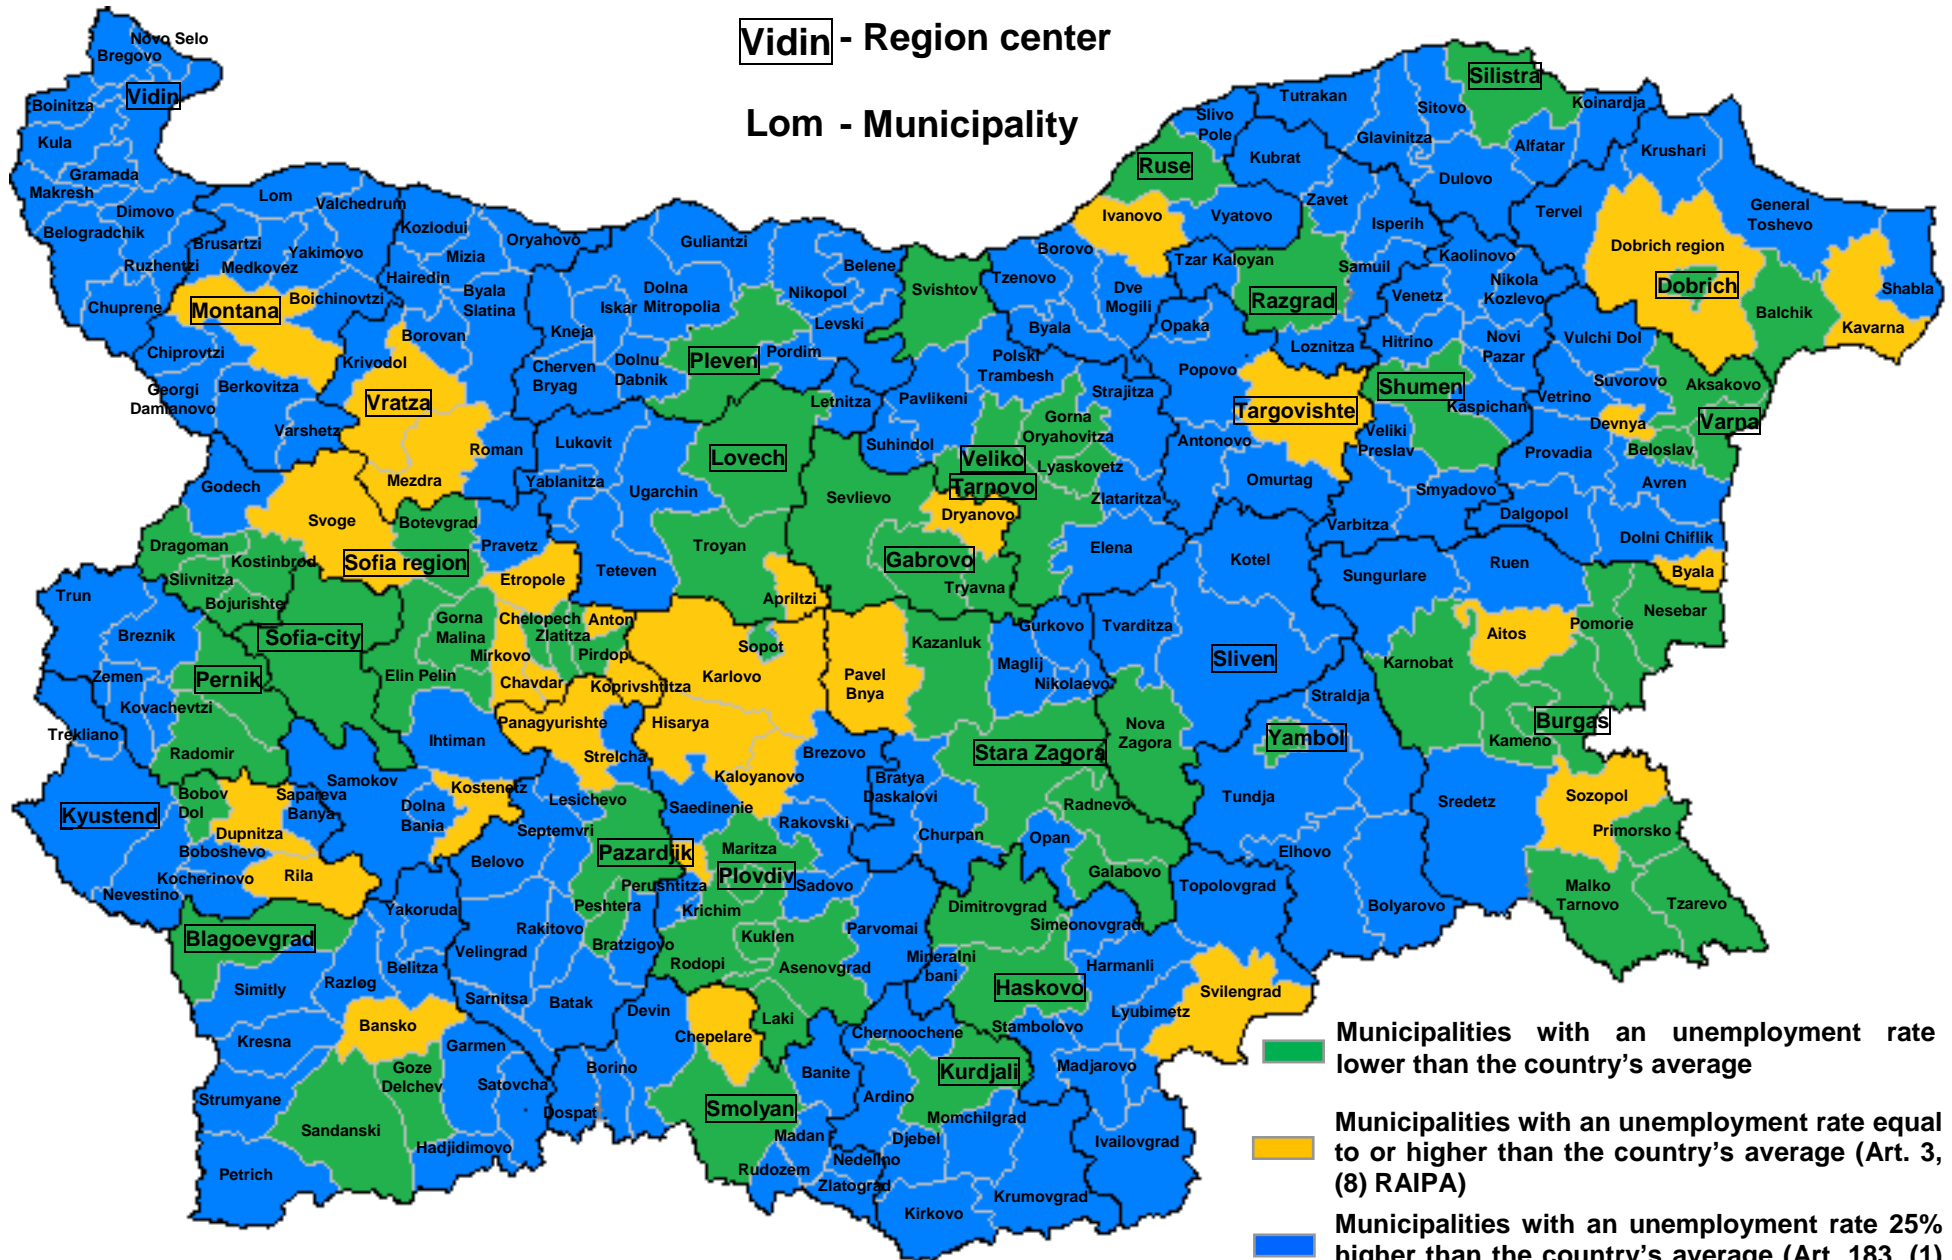 Vidin - Region center
Lom - Municipality
Novo Selo
Bregovo
Vidin
Boinitza
Kula
Gramada
Makresh
Dimovo
Belogradchik
Ruzhentzi
Chuprene
Lom
Valchedrum
Brusartzi
Medkovez
Yakimovo
Montana
Boichinovtzi
Chiprovtzi
Georgi
Damianovo
Berkovitza
Varshetz
Kozlodui
Mizia
Oryahovo
Hairedin
Byala
Slatina
Borovan
Krivodol
Vratza
Mezdra
Roman
Guliantzi
Dolna
Mitropolia
Iskar
Kneja
Nikopol
Belene
Levski
Pordim
Pleven
Dolnu
Dabnik
Cherven
Bryag
Lukovit
Yablanitza
Ugarchin
Letnitza
Lovech
Troyan
Teteven
Apriltzi
Svishtov
Polski
Trambesh
Pavlikeni
Suhindol
Strajitza
Gorna
Oryahovitza
Lyaskovetz
Veliko
Tarnovo
Zlataritza
Elena
Sevlievo
Dryanovo
Gabrovo
Tryavna
Slivo
Pole
Ruse
Ivanovo
Vyatovo
Borovo
Tzenovo
Dve
Mogili
Byala
Tutrakan
Sitovo
Silistra
Koinardja
Glavinitza
Alfatar
Dulovo
Kubrat
Zavet
Isperih
Tzar Kaloyan
Samuil
Razgrad
Loznitza
Opaka
Popovo
Targovishte
Antonovo
Omurtag
Kaolinovo
Nikola
Kozlevo
Venetz
Hitrino
Novi
Pazar
Shumen
Kaspichan
Veliki
Preslav
Smyadovo
Varbitza
Krushari
Tervel
General
Toshevo
Dobrich region
Dobrich
Balchik
Kavarna
Shabla
Vulchi Dol
Suvorovo
Aksakovo
Vetrino
Devnya
Varna
Beloslav
Provadia
Avren
Dalgopol
Dolni Chiflik
Byala
Godech
Svoge
Botevgrad
Pravetz
Sofia region
Dragoman
Kostinbrod
Slivnitza
Bojurishte
Etropole
Gorna
Malina
Chelopech
Zlatitza
Anton
Mirkovo
Pirdop
Elin Pelin
Chavdar
Koprivshtitza
Ihtiman
Samokov
Dolna
Bania
Kostenetz
Sofia-city
Trun
Breznik
Zemen
Pernik
Kovachevtzi
Radomir
Trekliano
Kyustend
Bobov
Dol
Sapareva
Banya
Dupnitza
Boboshevo
Kocherinovo
Nevestino
Rila
Blagoevgrad
Yakoruda
Belitza
Razlog
Simitly
Bansko
Kresna
Garmen
Goze
Delchev
Satovcha
Strumyane
Sandanski
Hadjidimovo
Petrich
Panagyurishte
Strelcha
Lesichevo
Septemvri
Belovo
Pazardjik
Peshtera
Bratzigovo
Rakitovo
Velingrad
Sarnitsa
Batak
Sopot
Karlovo
Hisarya
Brezovo
Kaloyanovo
Saedinenie
Rakovski
Maritza
Plovdiv
Sadovo
Perushtitza
Krichim
Kuklen
Parvomai
Rodopi
Asenovgrad
Laki
Devin
Chepelare
Borino
Dospat
Smolyan
Banite
Madan
Rudozem
Nedelino
Zlatograd
Pavel
Bnya
Kazanluk
Gurkovo
Maglij
Nikolaevo
Stara Zagora
Bratya
Daskalovi
Churpan
Radnevo
Opan
Galabovo
Kotel
Tvarditza
Sliven
Nova
Zagora
Straldja
Yambol
Tundja
Elhovo
Bolyarovo
Topolovgrad
Dimitrovgrad
Simeonovgrad
Mineralni
bani
Haskovo
Harmanli
Svilengrad
Lyubimetz
Stambolovo
Madjarovo
Ivailovgrad
Chernoochene
Kurdjali
Ardino
Momchilgrad
Djebel
Krumovgrad
Kirkovo
Sungurlare
Ruen
Nesebar
Pomorie
Aitos
Karnobat
Burgas
Kameno
Sozopol
Sredetz
Primorsko
Malko
Tarnovo
Tzarevo
Municipalities with an unemployment rate
lower than the country's average
Municipalities with an unemployment rate equal
to or higher than the country's average (Art. 3,
(8) RAIPA)
Municipalities with an unemployment rate 25%
higher than the country's average (Art. 183, (1)